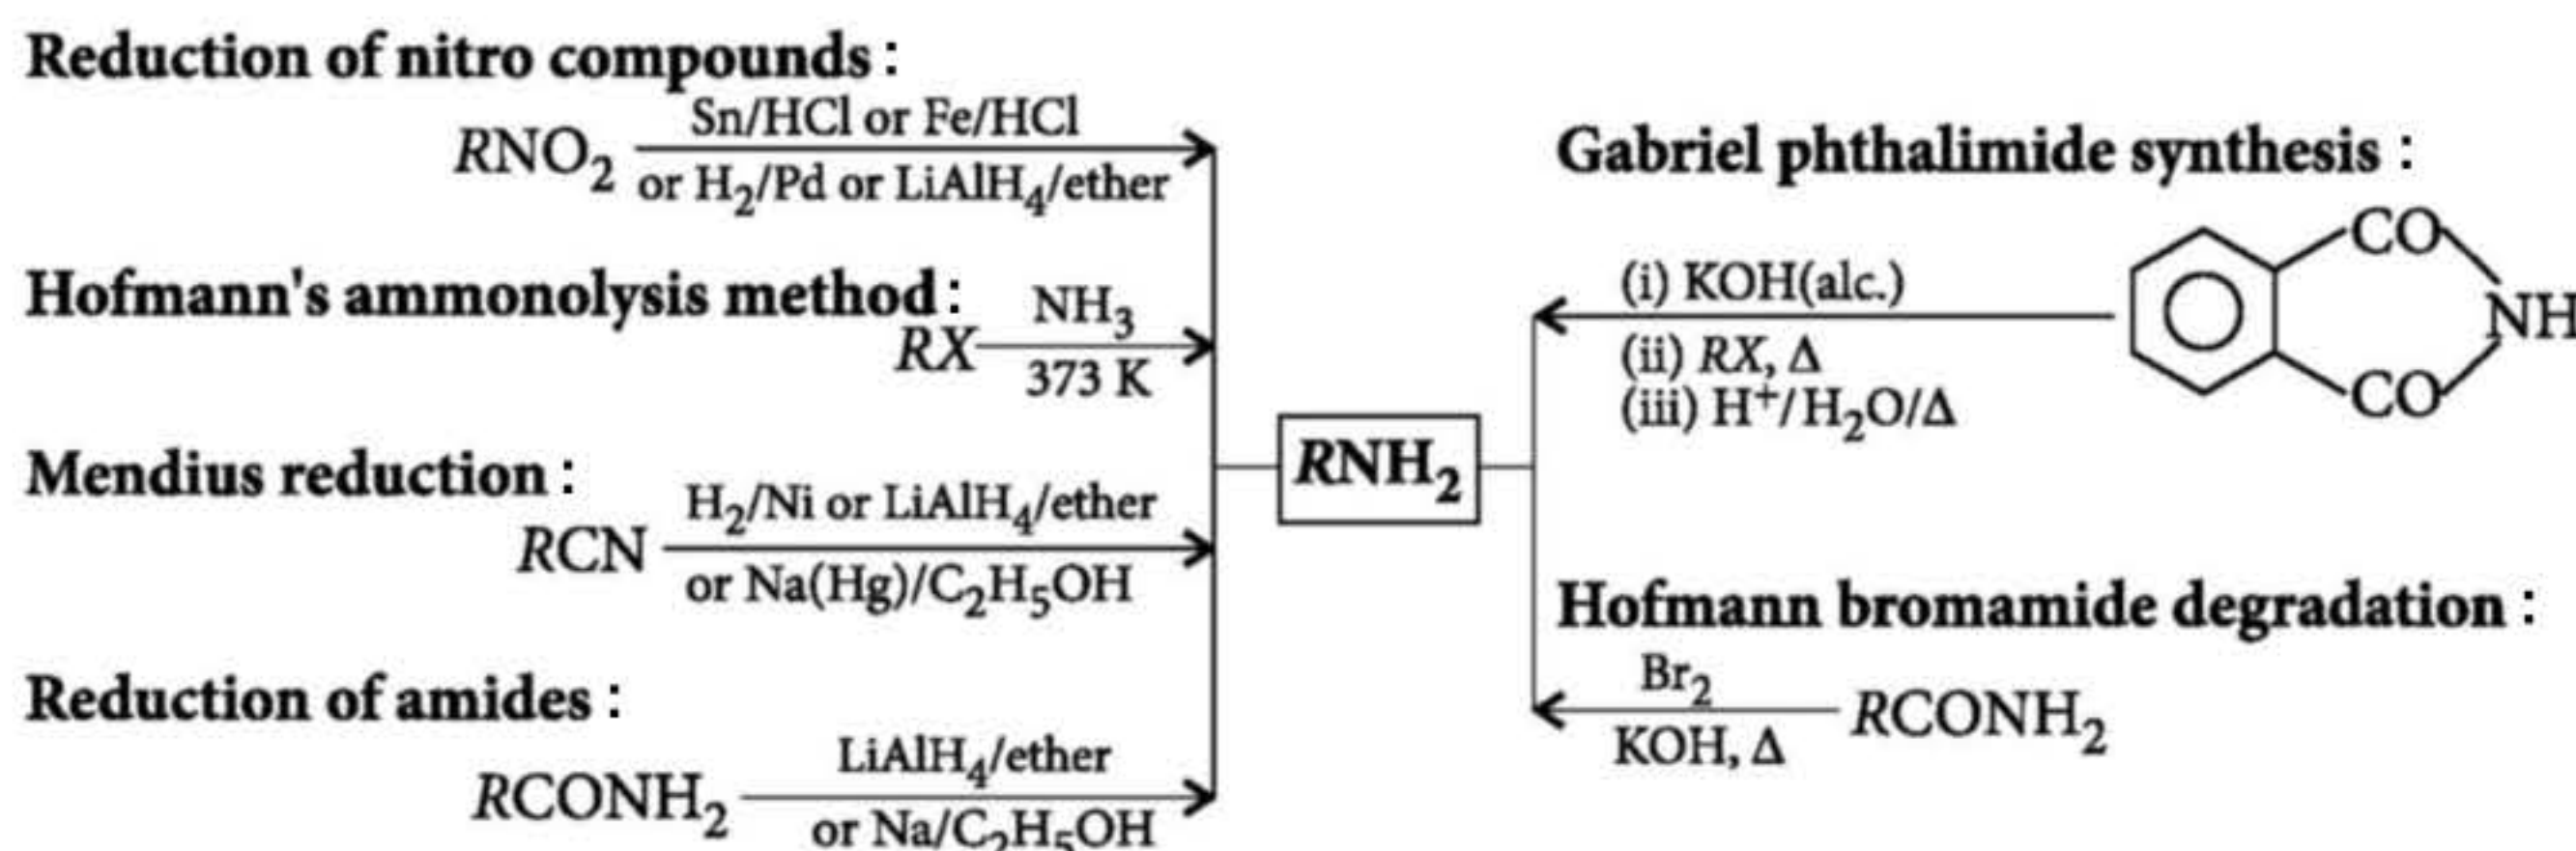 Reduction of nitro compounds :
RNO₂ Sn/HCl or Fe/HCl
or H₂/Pd or LiAlH₄/ether
Hofmann's ammonolysis method :
RX NH₃
373 K
Mendius reduction :
RCN H₂/Ni or LiAlH₄/ether
or Na(Hg)/C₂H₅OH
Reduction of amides :
RCONH₂ LiAlH₄/ether
or Na/C₂H₅OH
RNH₂
Gabriel phthalimide synthesis :
(i) KOH(alc.)
(ii) RX, Δ
(iii) H⁺/H₂O/Δ
CO
NH
CO
Hofmann bromamide degradation :
Br₂
KOH, Δ
RCONH₂